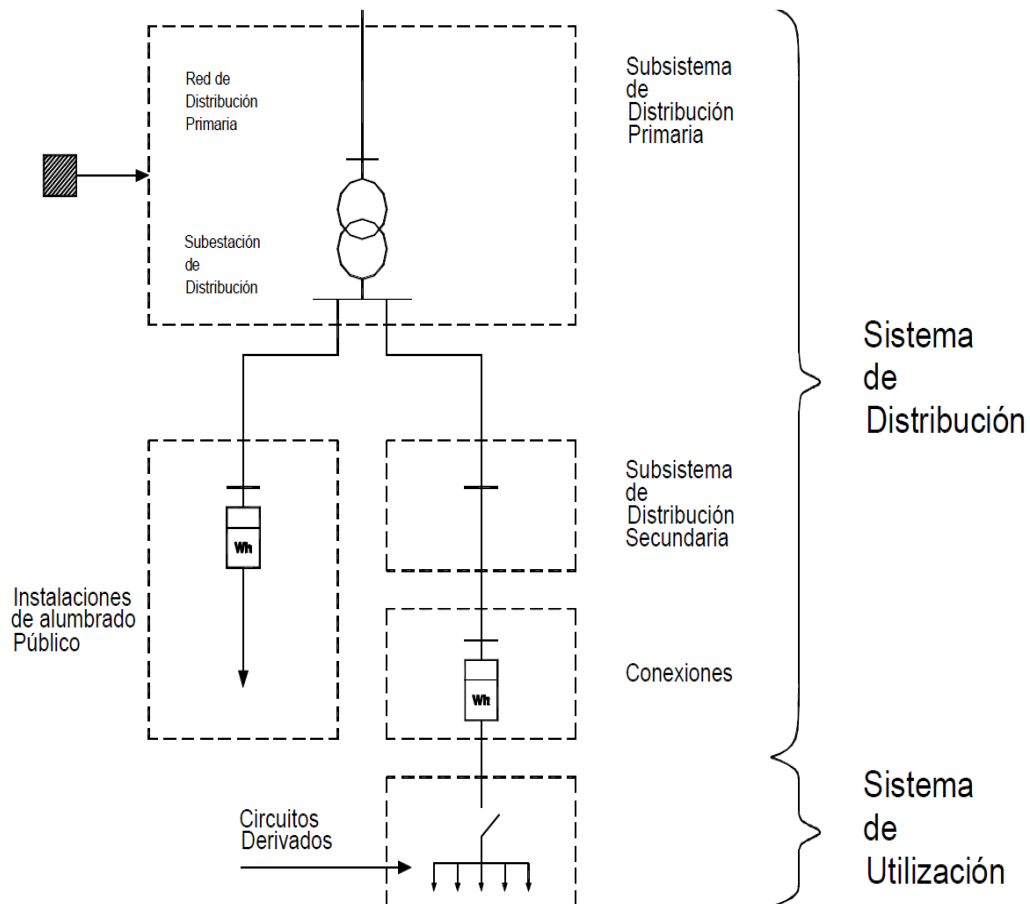 Red de
Distribución
Primaria
Subsistema
de
Distribución
Primaria
Subestación
de
Distribución
Sistema
de
Distribución
Subsistema
de
Distribución
Secundaria
Wh
Instalaciones
de alumbrado
Público
Conexiones
Wh
Circuitos
Derivados
Sistema
de
Utilización